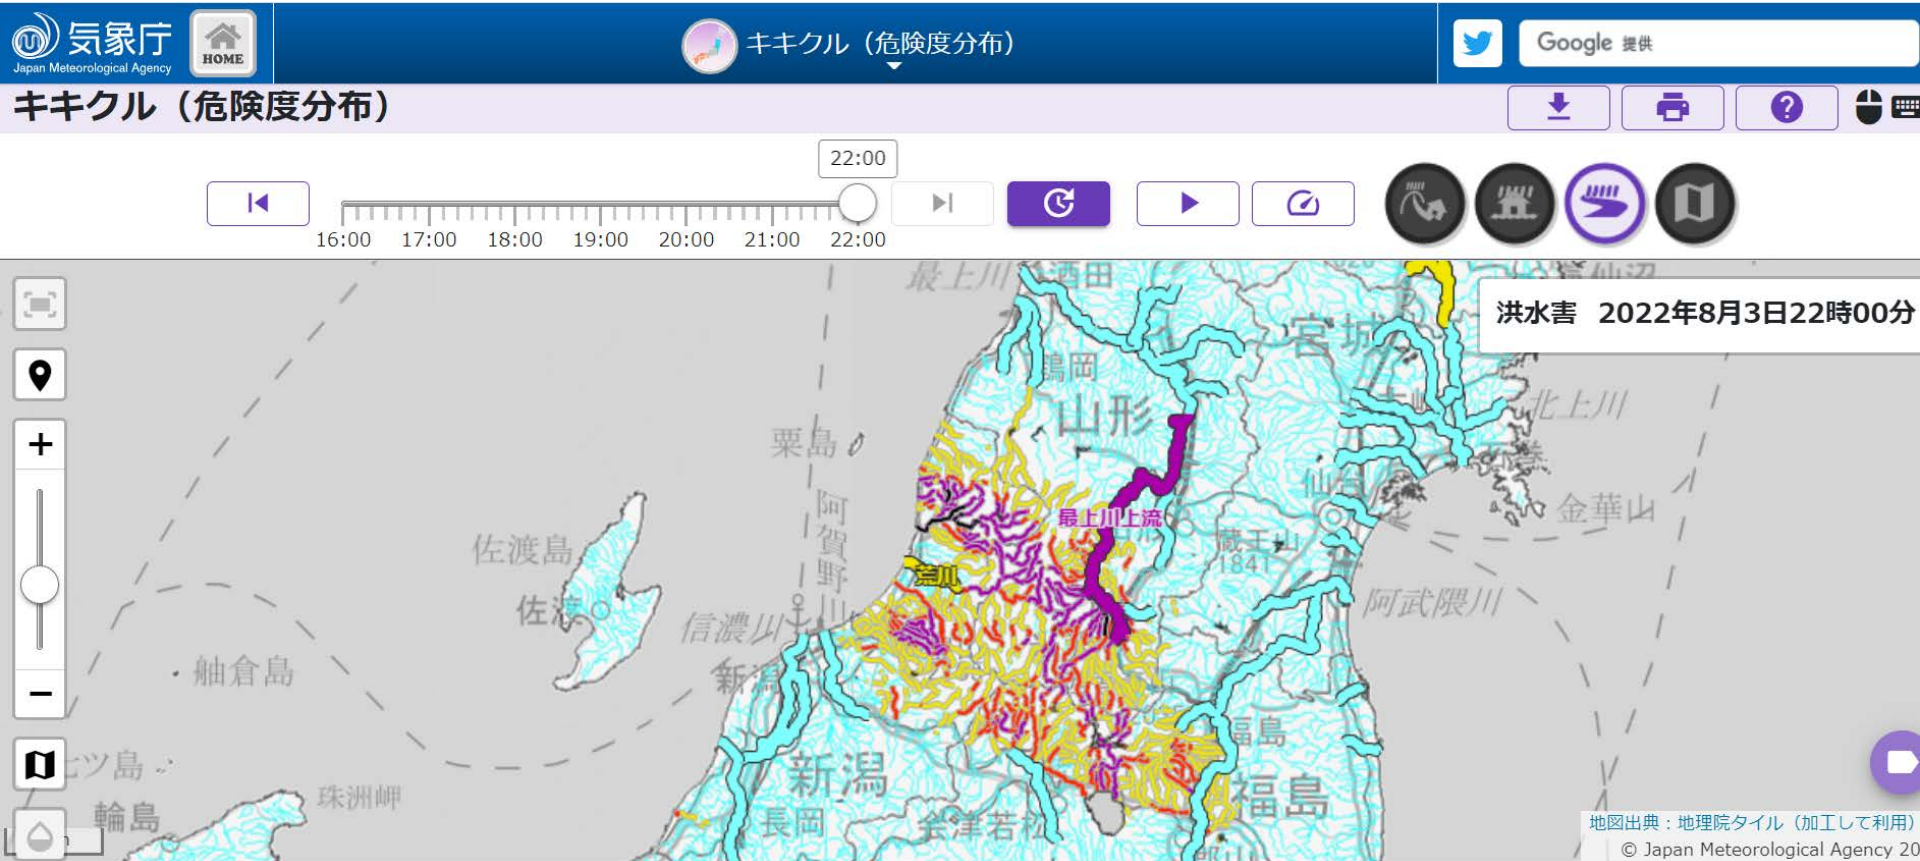 気象庁
Japan Meteorological Agency
HOME
キキクル（危険度分布）
Google 提供
キキクル（危険度分布）
22:00
16:00 17:00 18:00 19:00 20:00 21:00 22:00
洪水害 2022年8月3日22時00分
最上川
酒田
宮城
鶴岡
山形
北上川
粟島
仙台
金華山
最上川上流
阿賀野川
蔵王山
1841
佐渡島
荒川
佐渡
信濃川
阿武隈川
舳倉島
新潟
福島
七ツ島
新潟
福島
珠洲岬
輪島
長岡
会津若松
郡山
地図出典：地理院タイル（加工して利用）
© Japan Meteorological Agency 20